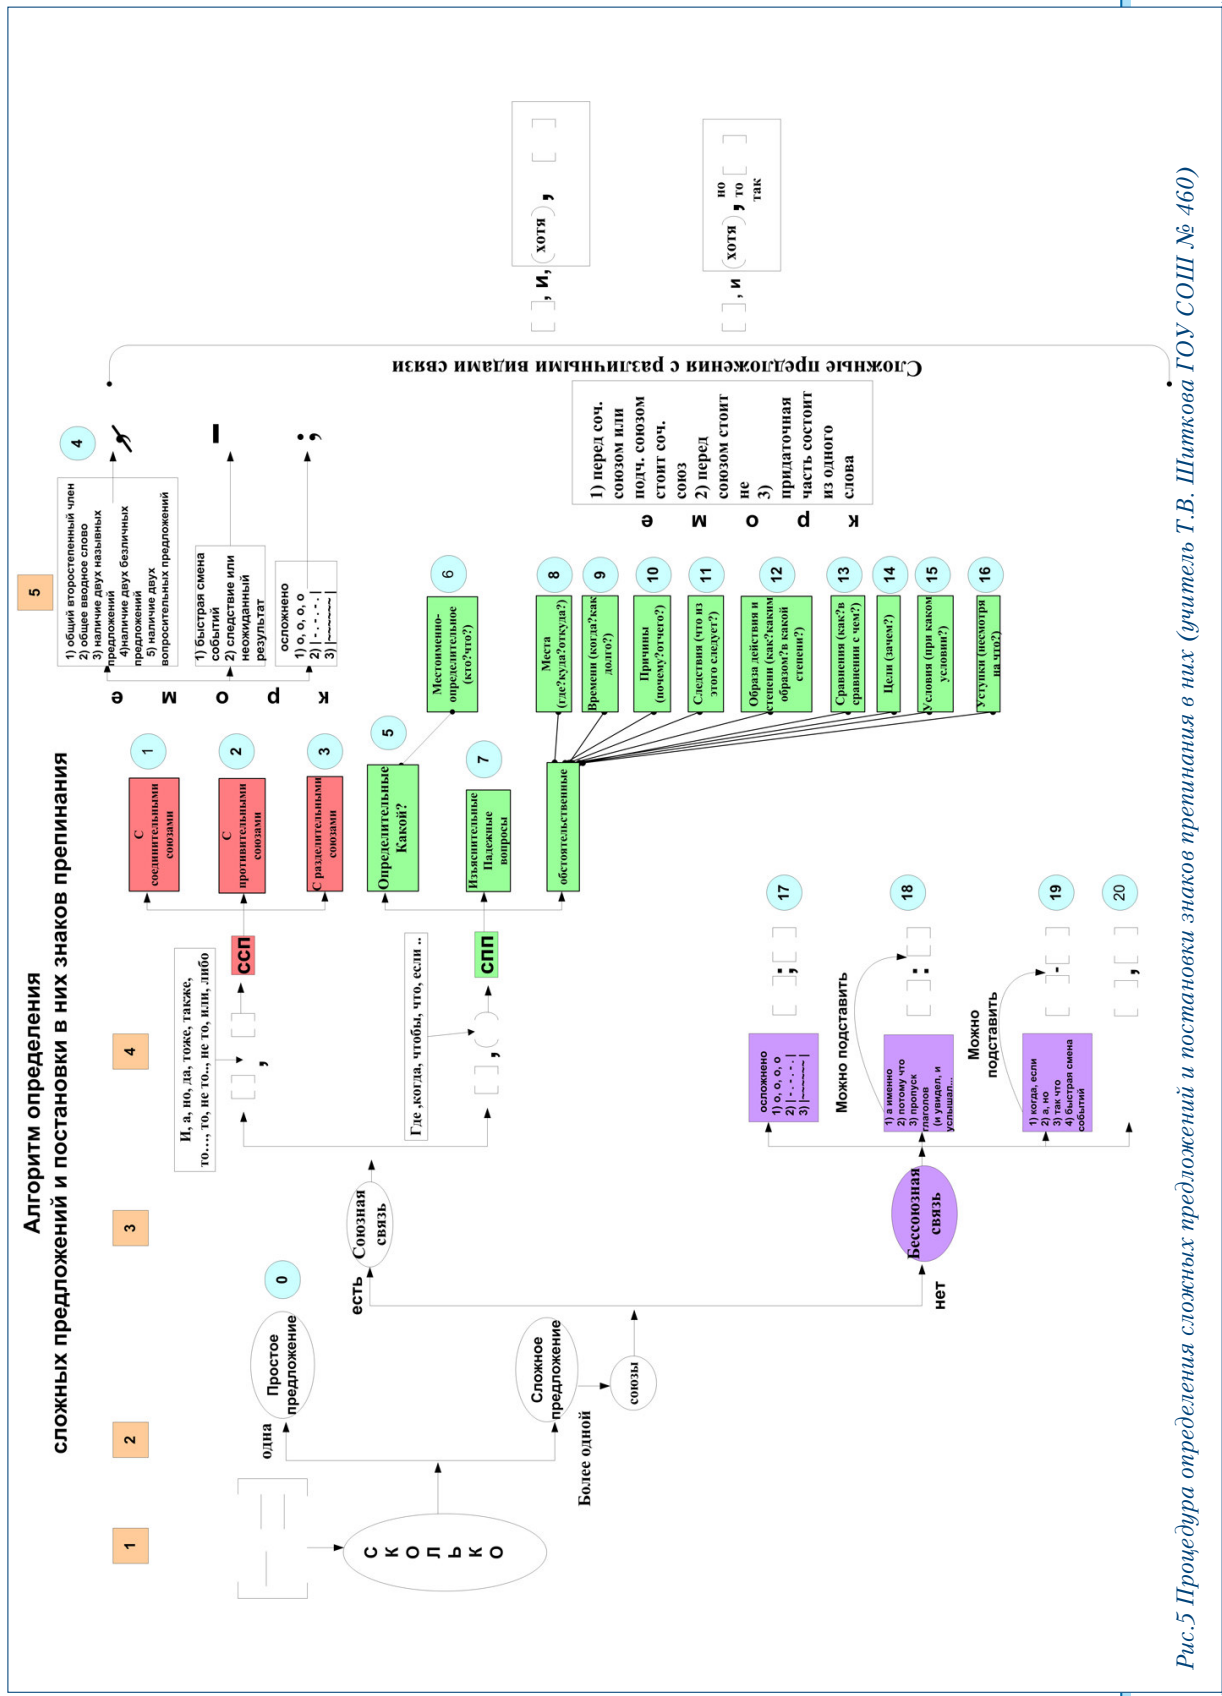 Алгоритм определения
сложных предложений и постановки в них знаков препинания
1
2
3
4
5
СКОЛЬКО
одна
Простое
предложение
0
Более одной
Сложное
предложение
союзы
есть
Союзная
связь
нет
Бессоюзная
связь
И, а, но, да, тоже, также,
то…, то, не то.., не то, или, либо
[ ] , [ ]
ССП
С
соединительными
союзами
1
С
противительными
союзами
2
С разделительными
союзами
3
кроме
1) общий второстепенный член
2) общее вводное слово
3) наличие двух назывных
предложений
4)наличие двух безличных
предложений
5) наличие двух
вопросительных предложений
4
,
1) быстрая смена
событий
2) следствие или
неожиданный
результат
–
осложнено
1) о, о, о, о
2) | - . - . - . |
3) |~~~~~~ |
;
Где ,когда, чтобы, что, если ..
[ ] , ( )
СПП
Определительные
Какой?
5
Местоименно-
определительное
(кто?что?)
6
Изъяснительные
Падежные
вопросы
7
обстоятельственные
Места
(где?куда?откуда?)
8
Времени (когда?как
долго?)
9
Причины
(почему?отчего?)
10
Следствия (что из
этого следует?)
11
Образа действия и
степени (как?каким
образом?в какой
степени?)
12
Сравнения (как?в
сравнении с чем?)
13
Цели (зачем?)
14
Условия (при каком
условии?)
15
Уступки (несмотря
на что?)
16
кроме
1) перед соч.
союзом или
подч. союзом
стоит соч.
союз
2) перед
союзом стоит
не
3)
придаточная
часть состоит
из одного
слова
осложнено
1) о, о, о, о
2) | - . - . - . |
3) |~~~~~~ |
[ ] ; [ ]
17
Можно подставить
1) а именно
2) потому что
3) пропуск
глаголов
(и увидел, и
услышал...
[ ] : [ ]
18
Можно
подставить
1) когда, если
2) а, но
3) так что
4) быстрая смена
событий
[ ] - [ ]
19
[ ] , [ ]
20
Сложные предложения с различными видами связи
[ ], и, (хотя) , [ ]
[ ], и (хотя) , но
то [ ]
так
Рис.5 Процедура определения сложных предложений и постановки знаков препинания в них (учитель Т.В. Шиткова ГОУ СОШ № 460)